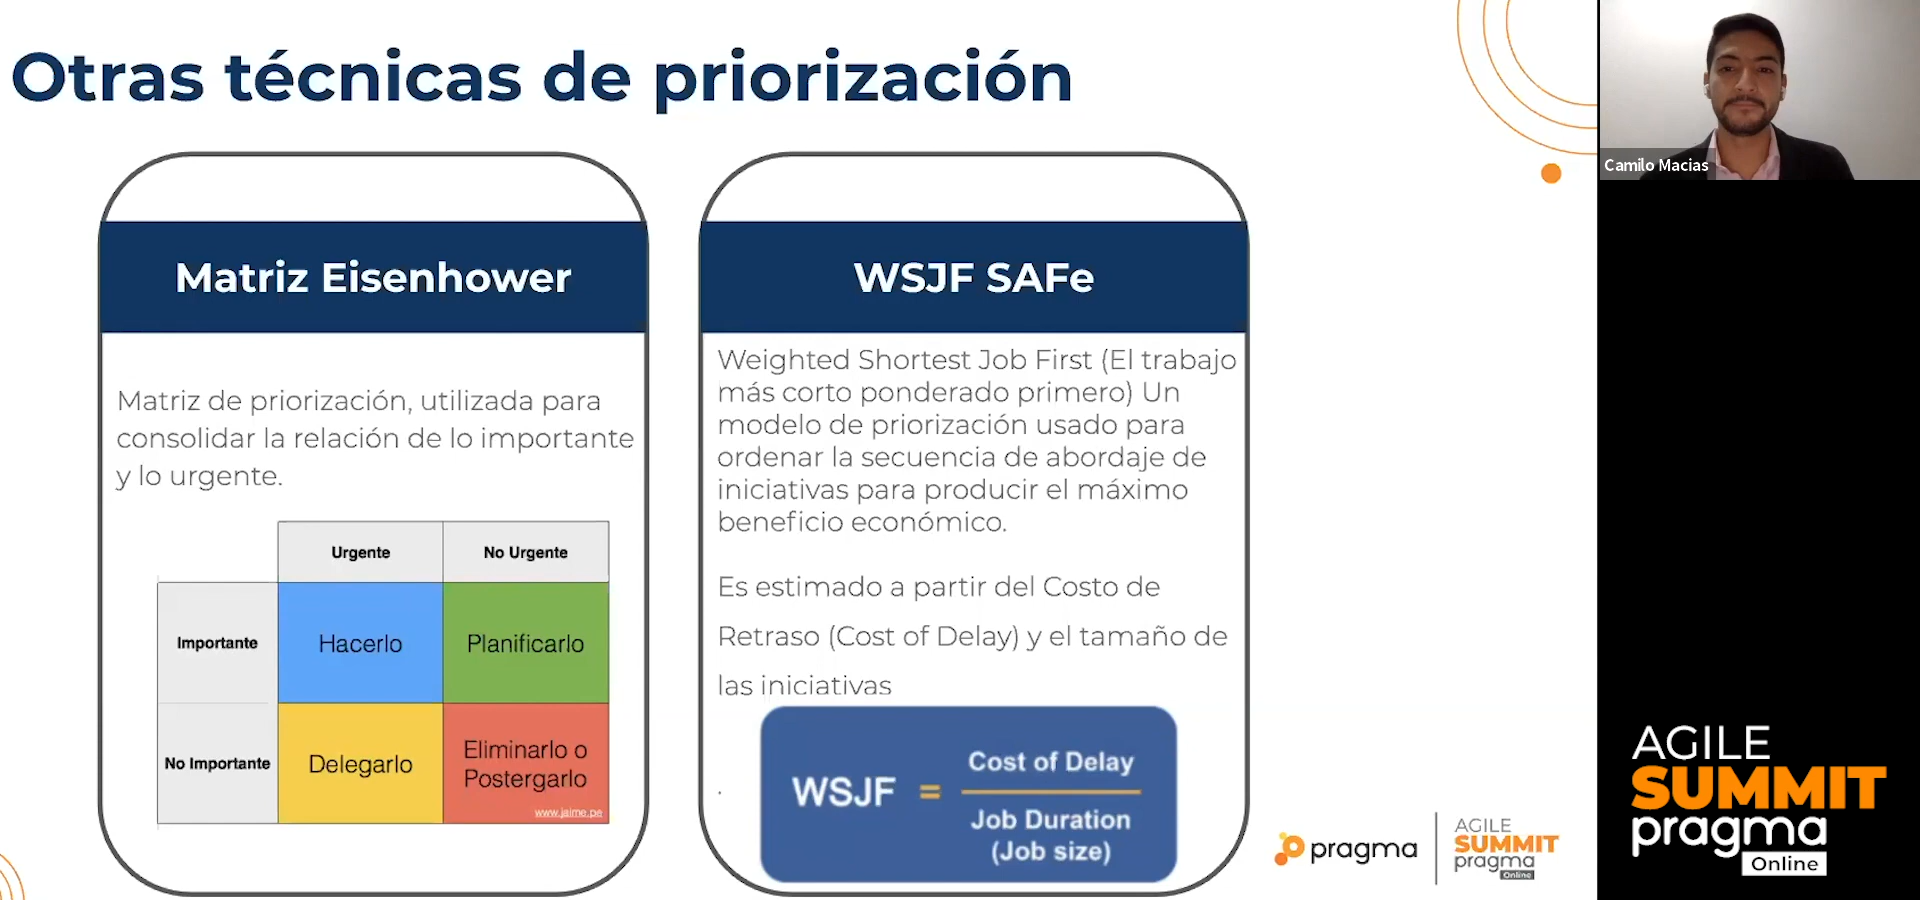 Otras técnicas de priorización
Matriz Eisenhower
Matriz de priorización, utilizada para
consolidar la relación de lo importante
y lo urgente.
Urgente
No Urgente
Importante
Hacerlo
Planificarlo
No Importante
Delegarlo
Eliminarlo o
Postergarlo
www.jaime.pe
WSJF SAFe
Weighted Shortest Job First (El trabajo
más corto ponderado primero) Un
modelo de priorización usado para
ordenar la secuencia de abordaje de
iniciativas para producir el máximo
beneficio económico.
Es estimado a partir del Costo de
Retraso (Cost of Delay) y el tamaño de
las iniciativas
.
WSJF = Cost of Delay
Job Duration
(Job size)
pragma
AGILE
SUMMIT
pragma
Online
Camilo Macias
AGILE
SUMMIT
pragma
Online